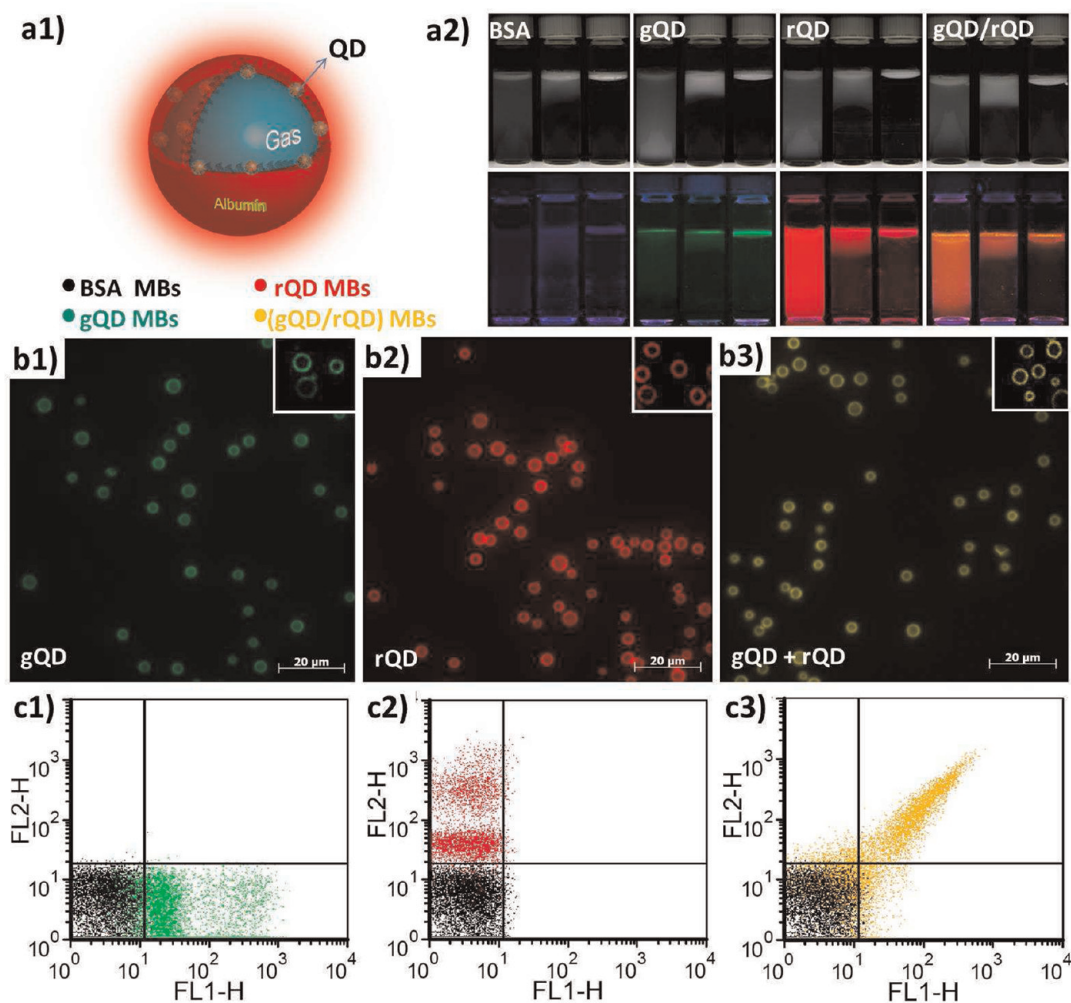 a1)
QD
Gas
Albumin
BSA MBs
rQD MBs
gQD MBs
(gQD/rQD) MBs
a2)
BSA
gQD
rQD
gQD/rQD
b1)
gQD
20 µm
b2)
rQD
20 µm
b3)
gQD + rQD
20 µm
c1)
FL2-H
10³
10²
10¹
10⁰
10⁰ 10¹ 10² 10³ 10⁴
FL1-H
c2)
FL2-H
10³
10²
10¹
10⁰
10⁰ 10¹ 10² 10³ 10⁴
FL1-H
c3)
FL2-H
10³
10²
10¹
10⁰
10⁰ 10¹ 10² 10³ 10⁴
FL1-H